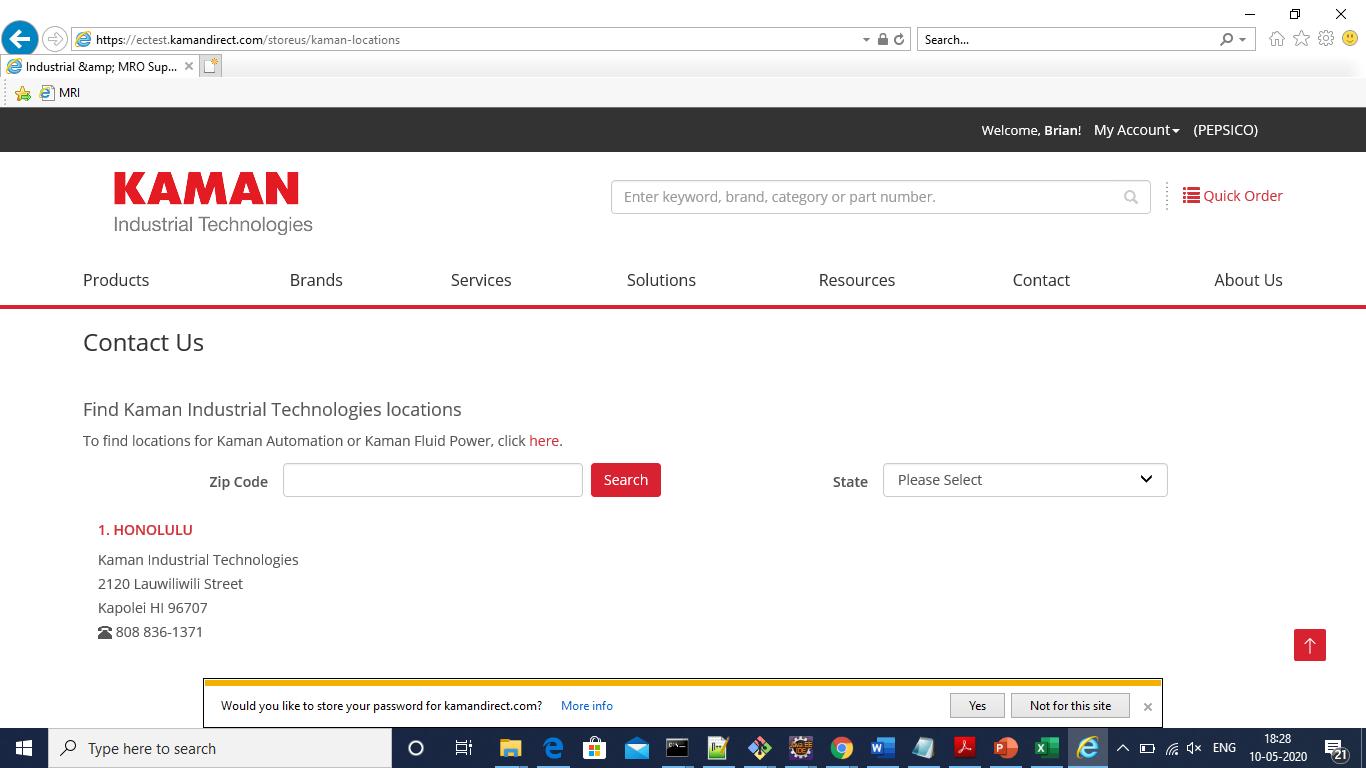 https://ectest.kamandirect.com/storeus/kaman-locations
Search...
Industrial &amp; MRO Sup...
MRI
Welcome, Brian! My Account (PEPSICO)
KAMAN
Industrial Technologies
Enter keyword, brand, category or part number.
Quick Order
Products Brands Services Solutions Resources Contact About Us
Contact Us
Find Kaman Industrial Technologies locations
To find locations for Kaman Automation or Kaman Fluid Power, click here.
Zip Code Search State Please Select
1. HONOLULU
Kaman Industrial Technologies
2120 Lauwiliwili Street
Kapolei HI 96707
808 836-1371
Would you like to store your password for kamandirect.com? More info Yes Not for this site
Type here to search
ENG
18:28
10-05-2020
21